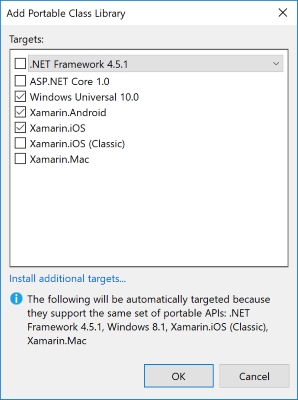 Add Portable Class Library
Targets:
.NET Framework 4.5.1
ASP.NET Core 1.0
Windows Universal 10.0
Xamarin.Android
Xamarin.iOS
Xamarin.iOS (Classic)
Xamarin.Mac
Install additional targets...
The following will be automatically targeted because
they support the same set of portable APIs: .NET
Framework 4.5.1, Windows 8.1, Xamarin.iOS (Classic),
Xamarin.Mac
OK
Cancel